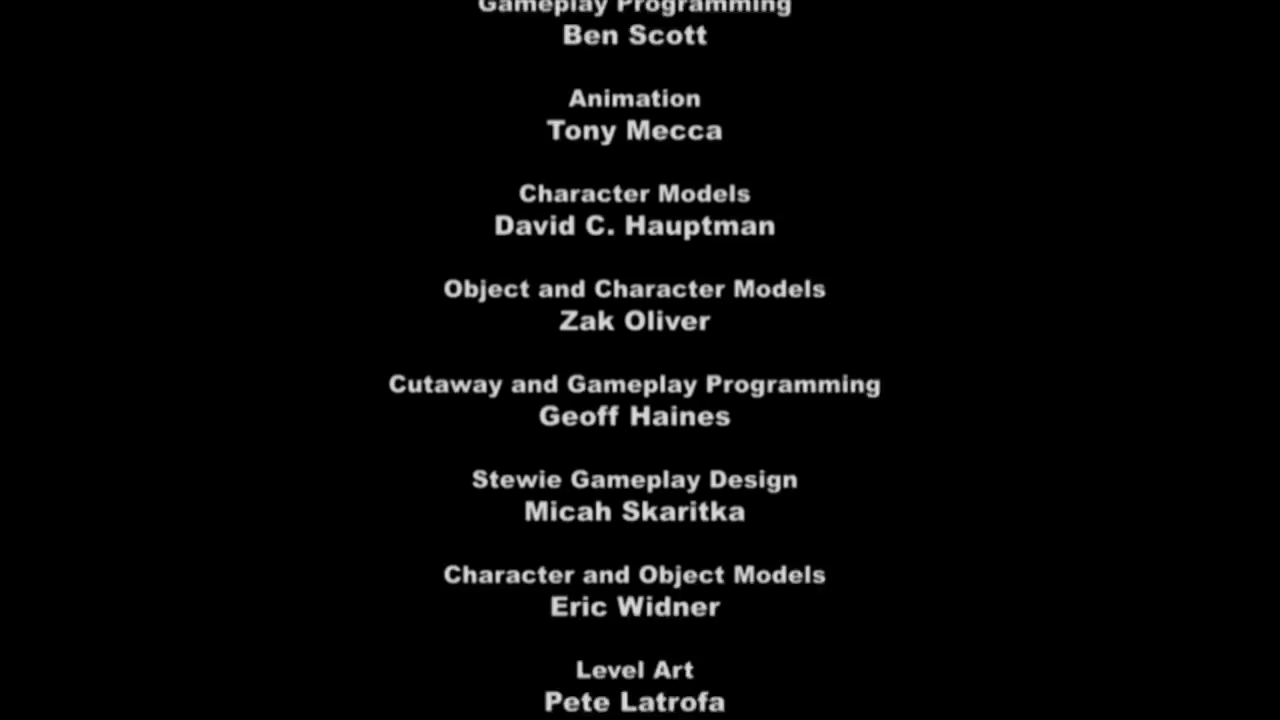 Gameplay Programming
Ben Scott
Animation
Tony Mecca
Character Models
David C. Hauptman
Object and Character Models
Zak Oliver
Cutaway and Gameplay Programming
Geoff Haines
Stewie Gameplay Design
Micah Skaritka
Character and Object Models
Eric Widner
Level Art
Pete Latrofa